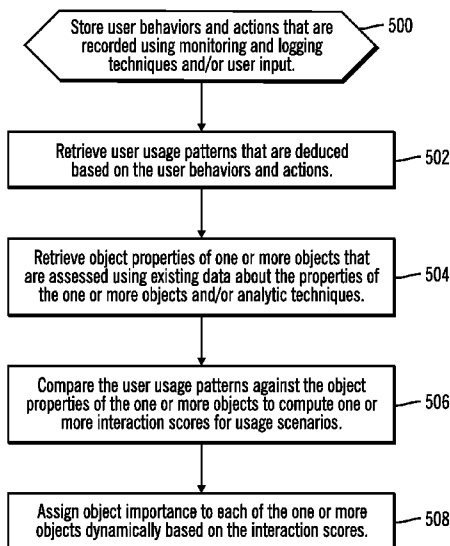 Store user behaviors and actions that are
recorded using monitoring and logging
techniques and/or user input.
500
Retrieve user usage patterns that are deduced
based on the user behaviors and actions.
502
Retrieve object properties of one or more objects that
are assessed using existing data about the properties of
the one or more objects and/or analytic techniques.
504
Compare the user usage patterns against the object
properties of the one or more objects to compute one or
more interaction scores for usage scenarios.
506
Assign object importance to each of the one or more
objects dynamically based on the interaction scores.
508